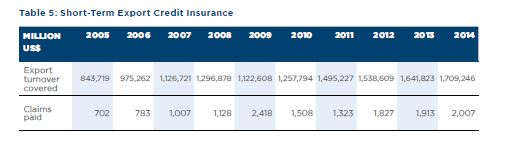 Table 5: Short-Term Export Credit Insurance
MILLION US$ 2005 2006 2007 2008 2009 2010 2011 2012 2013 2014
Export turnover covered 843,719 975,262 1,126,721 1,296,878 1,122,608 1,257,794 1,495,227 1,538,609 1,641,823 1,709,246
Claims paid 702 783 1,007 1,128 2,418 1,508 1,323 1,827 1,913 2,007